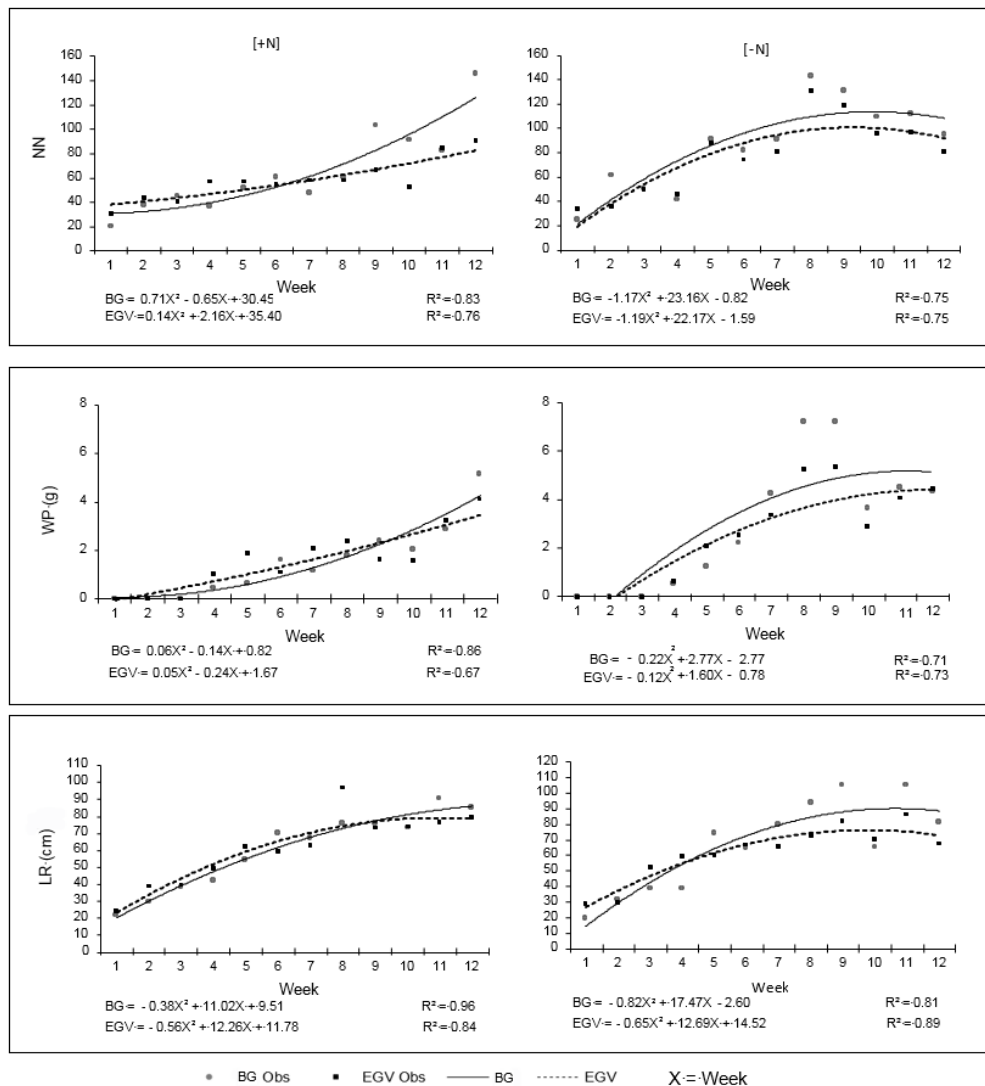 [+N]
[-N]
NN
160
140
120
100
80
60
40
20
0
1 2 3 4 5 6 7 8 9 10 11 12
Week
BG·= 0.71X² - 0.65X·+·30.45 R²·=·0.83
EGV·=·0.14X² +·2.16X·+·35.40 R²·=·0.76
160
140
120
100
80
60
40
20
0
1 2 3 4 5 6 7 8 9 10 11 12
Week
BG·= -1.17X² +·23.16X - 0.82 R²·=·0.75
EGV·=·-1.19X² +·22.17X - 1.59 R²·=·0.75
WP·(g)
8
6
4
2
0
1 2 3 4 5 6 7 8 9 10 11 12
Week
BG·= 0.06X² - 0.14X·+·0.82 R²·=·0.86
EGV·=·0.05X² - 0.24X·+·1.67 R²·=·0.67
8
6
4
2
0
1 2 3 4 5 6 7 8 9 10 11 12
Week
BG·= - 0.22X² +·2.77X - 2.77 R²·=·0.71
EGV·=·- 0.12X² +·1.60X - 0.78 R²·=·0.73
LR·(cm)
110
100
90
80
70
60
50
40
30
20
10
0
1 2 3 4 5 6 7 8 9 10 11 12
Week
BG·= - 0.38X² +·11.02X·+·9.51 R²·=·0.96
EGV·=·- 0.56X² +·12.26X·+·11.78 R²·=·0.84
120
110
100
90
80
70
60
50
40
30
20
10
0
1 2 3 4 5 6 7 8 9 10 11 12
Week
BG·= - 0.82X² +·17.47X - 2.60 R²·=·0.81
EGV·=·- 0.65X² +·12.69X·+·14.52 R²·=·0.89
BG Obs EGV Obs BG EGV X·=·Week